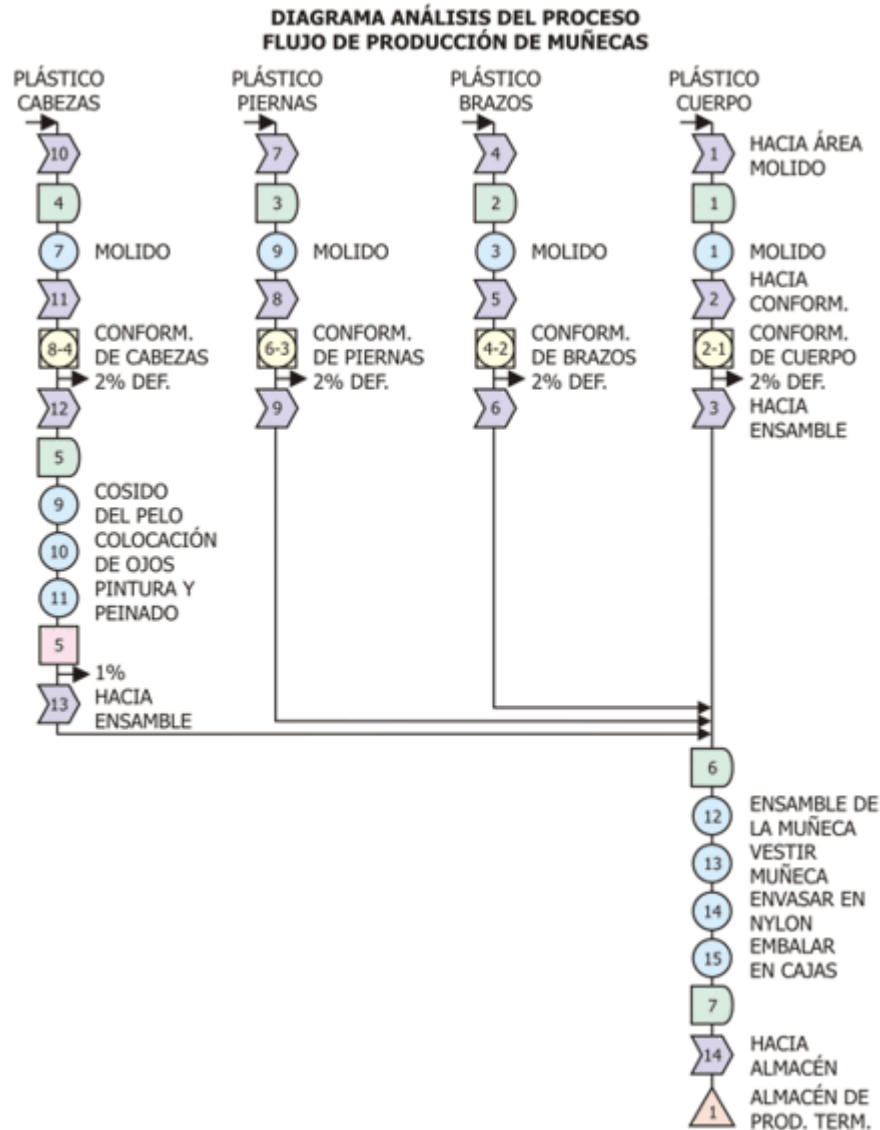 DIAGRAMA ANÁLISIS DEL PROCESO
FLUJO DE PRODUCCIÓN DE MUÑECAS
PLÁSTICO
CABEZAS
10
4
7 MOLIDO
11
8-4
CONFORM.
DE CABEZAS
2% DEF.
12
5
9
COSIDO
DEL PELO
10
COLOCACIÓN
DE OJOS
11
PINTURA Y
PEINADO
5
1%
13
HACIA
ENSAMBLE
PLÁSTICO
PIERNAS
7
3
9 MOLIDO
8
6-3
CONFORM.
DE PIERNAS
2% DEF.
9
PLÁSTICO
BRAZOS
4
2
3 MOLIDO
5
4-2
CONFORM.
DE BRAZOS
2% DEF.
6
PLÁSTICO
CUERPO
1
HACIA ÁREA
MOLIDO
1
1 MOLIDO
2
HACIA
CONFORM.
2-1
CONFORM.
DE CUERPO
2% DEF.
3
HACIA
ENSAMBLE
6
12
ENSAMBLE DE
LA MUÑECA
13
VESTIR
MUÑECA
14
ENVASAR EN
NYLON
15
EMBALAR
EN CAJAS
7
14
HACIA
ALMACÉN
1
ALMACÉN DE
PROD. TERM.